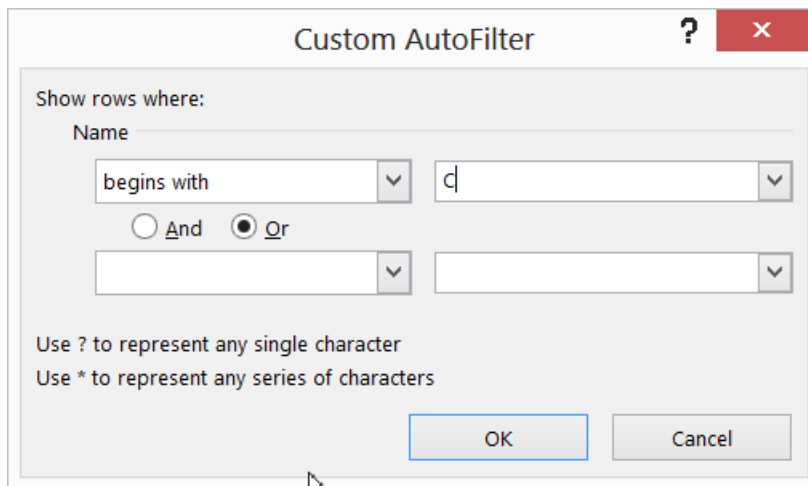 Custom AutoFilter ?
Show rows where:
Name
begins with C
And Or
Use ? to represent any single character
Use * to represent any series of characters
OK Cancel